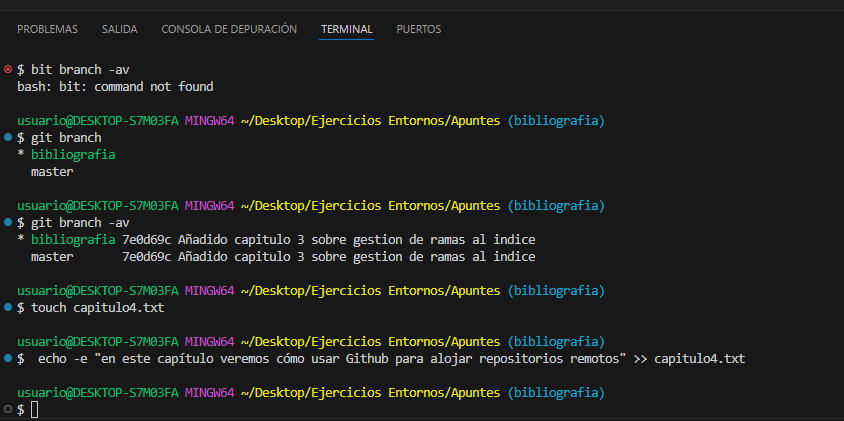 PROBLEMAS SALIDA CONSOLA DE DEPURACIÓN TERMINAL PUERTOS
$ bit branch -av
bash: bit: command not found
usuario@DESKTOP-S7M03FA MINGW64 ~/Desktop/Ejercicios Entornos/Apuntes (bibliografia)
$ git branch
* bibliografia
master
usuario@DESKTOP-S7M03FA MINGW64 ~/Desktop/Ejercicios Entornos/Apuntes (bibliografia)
$ git branch -av
* bibliografia 7e0d69c Añadido capitulo 3 sobre gestion de ramas al indice
master 7e0d69c Añadido capitulo 3 sobre gestion de ramas al indice
usuario@DESKTOP-S7M03FA MINGW64 ~/Desktop/Ejercicios Entornos/Apuntes (bibliografia)
$ touch capitulo4.txt
usuario@DESKTOP-S7M03FA MINGW64 ~/Desktop/Ejercicios Entornos/Apuntes (bibliografia)
$ echo -e "en este capítulo veremos cómo usar Github para alojar repositorios remotos" >> capitulo4.txt
usuario@DESKTOP-S7M03FA MINGW64 ~/Desktop/Ejercicios Entornos/Apuntes (bibliografia)
$